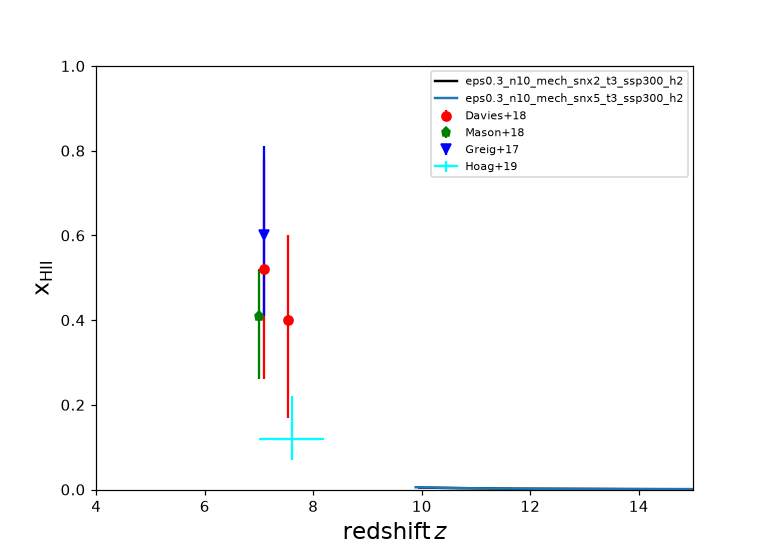 1.0
0.8
0.6
0.4
0.2
0.0
xHII
eps0.3_n10_mech_snx2_t3_ssp300_h2
eps0.3_n10_mech_snx5_t3_ssp300_h2
Davies+18
Mason+18
Greig+17
Hoag+19
4 6 8 10 12 14
redshift z